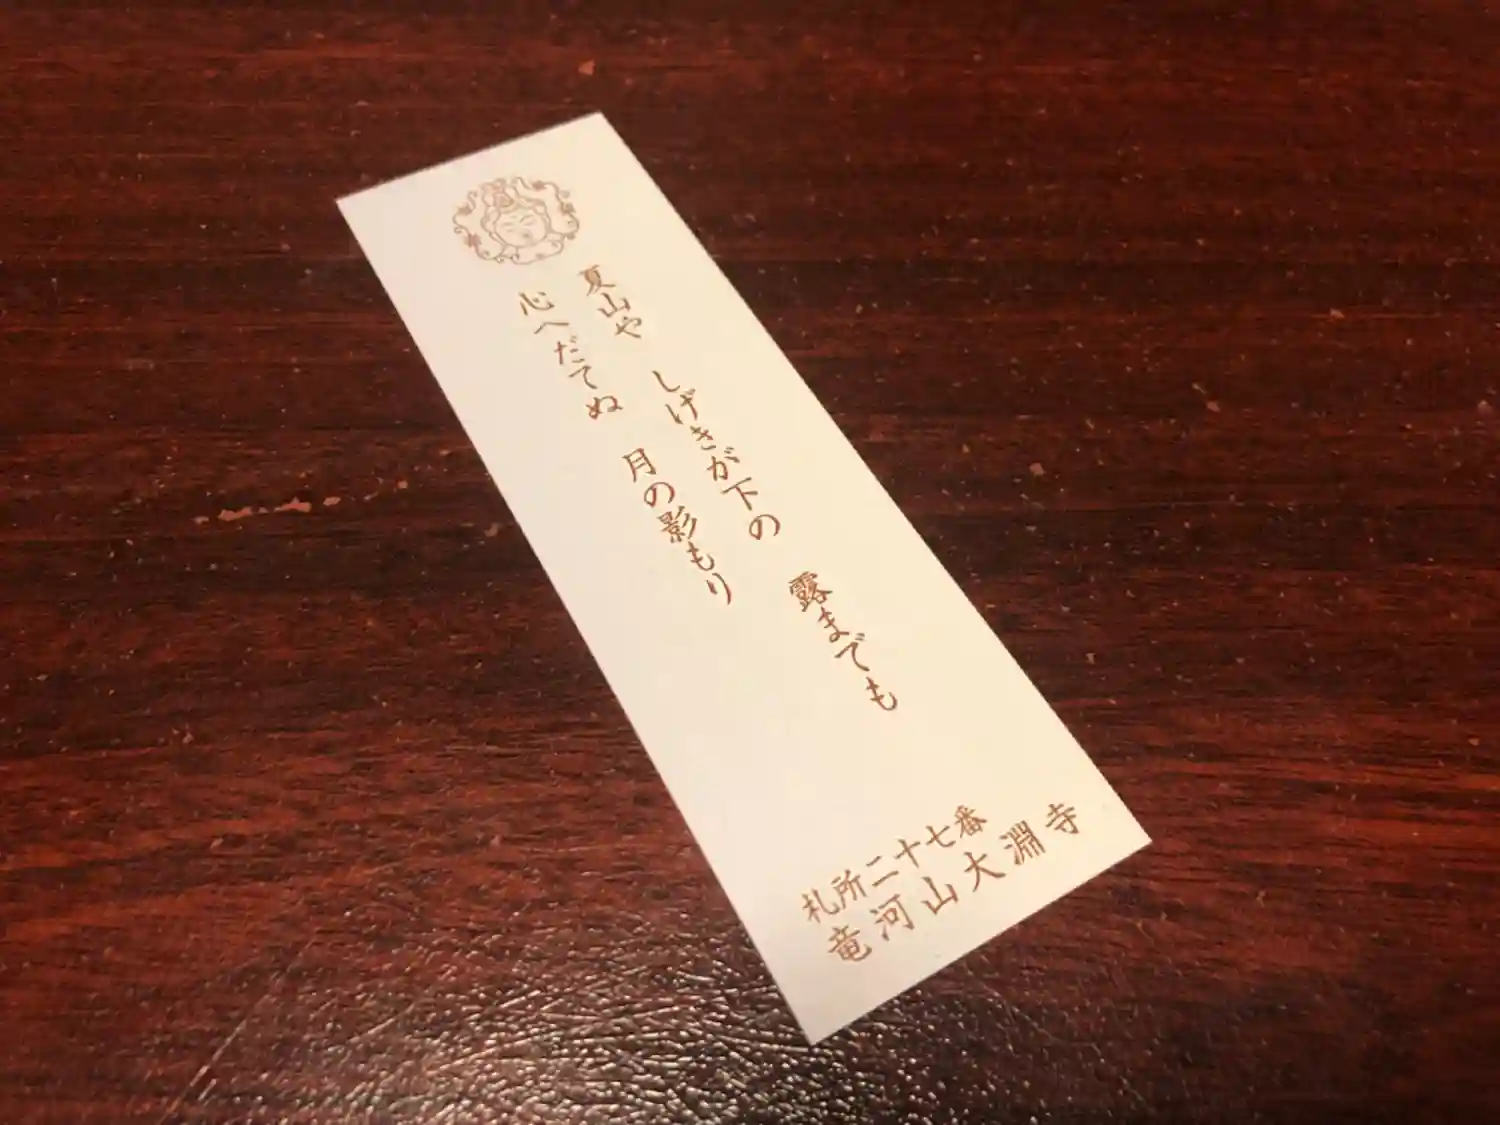 夏山や　しげきが下の　露までも
心へだてぬ　月の影もり
札所二十七番
竜河山大淵寺